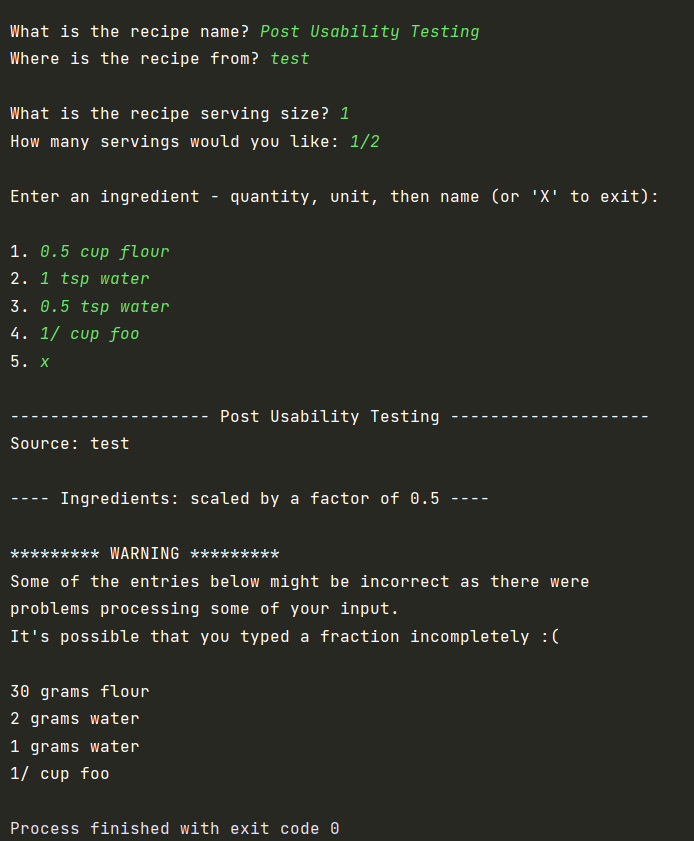 What is the recipe name? Post Usability Testing
Where is the recipe from? test
What is the recipe serving size? 1
How many servings would you like: 1/2
Enter an ingredient - quantity, unit, then name (or 'X' to exit):
1. 0.5 cup flour
2. 1 tsp water
3. 0.5 tsp water
4. 1/ cup foo
5. x
-------------------- Post Usability Testing --------------------
Source: test
---- Ingredients: scaled by a factor of 0.5 ----
********* WARNING *********
Some of the entries below might be incorrect as there were
problems processing some of your input.
It's possible that you typed a fraction incompletely :(
30 grams flour
2 grams water
1 grams water
1/ cup foo
Process finished with exit code 0